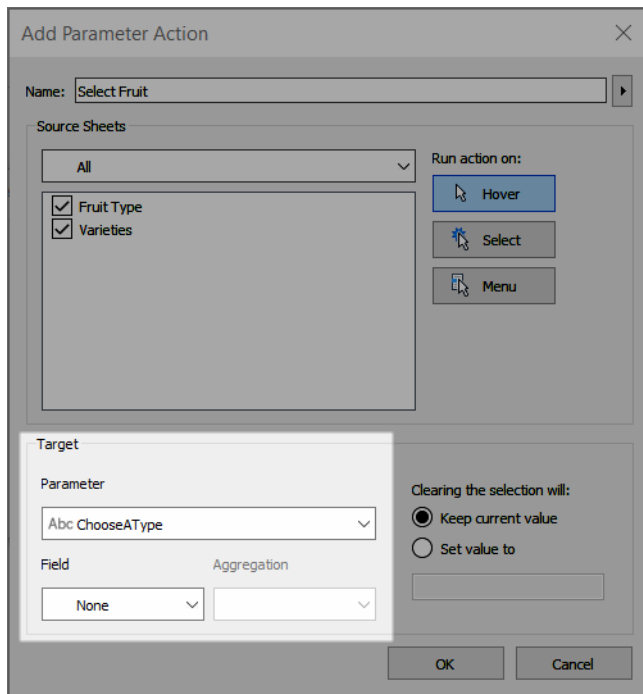 Add Parameter Action
Name: Select Fruit
Source Sheets
All
Fruit Type
Varieties
Run action on:
Hover
Select
Menu
Target
Parameter
Abc ChooseAType
Field
Aggregation
None
Clearing the selection will:
Keep current value
Set value to
OK
Cancel